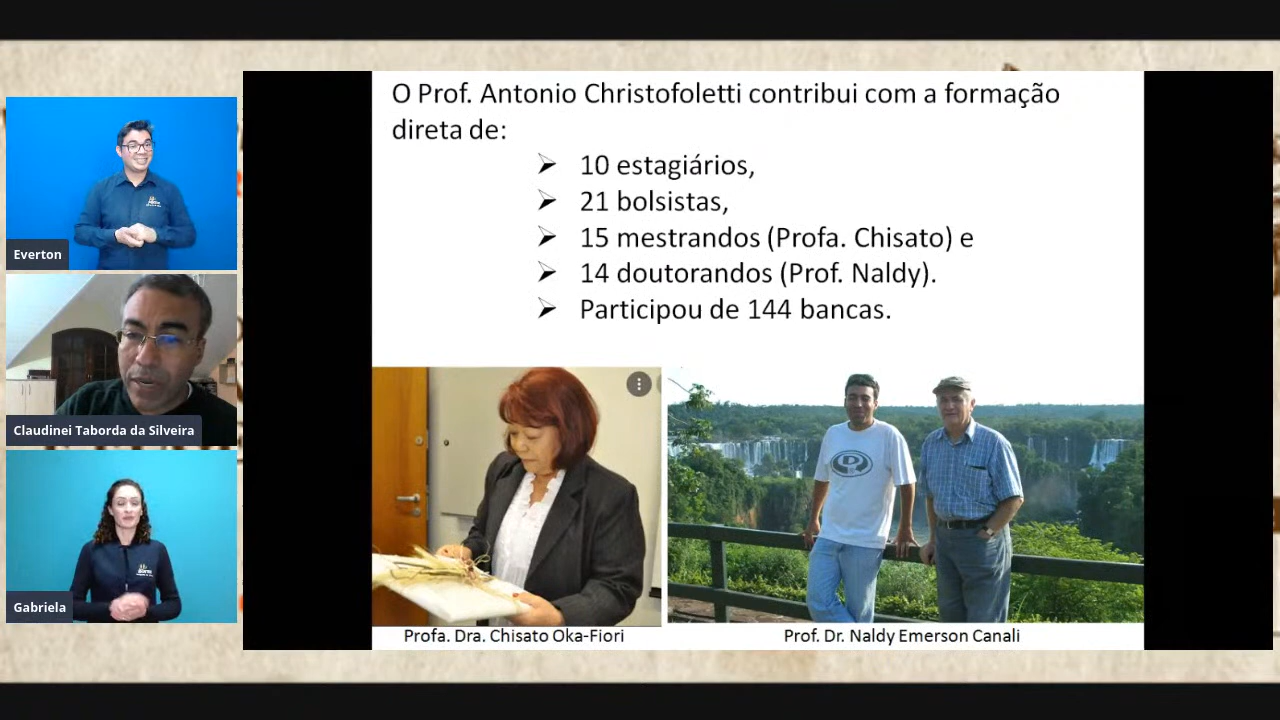 O Prof. Antonio Christofoletti contribui com a formação
direta de:
➢ 10 estagiários,
➢ 21 bolsistas,
➢ 15 mestrandos (Profa. Chisato) e
➢ 14 doutorandos (Prof. Naldy).
➢ Participou de 144 bancas.
Profa. Dra. Chisato Oka-Fiori
Prof. Dr. Naldy Emerson Canali
Everton
Claudinei Taborda da Silveira
Gabriela